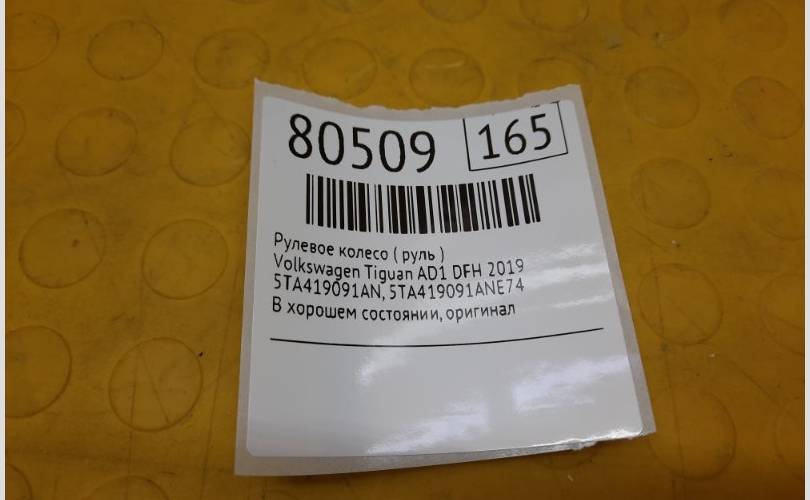 80509 165
Рулевое колесо ( руль )
Volkswagen Tiguan AD1 DFH 2019
5TA419091AN, 5TA419091ANE74
В хорошем состоянии, оригинал